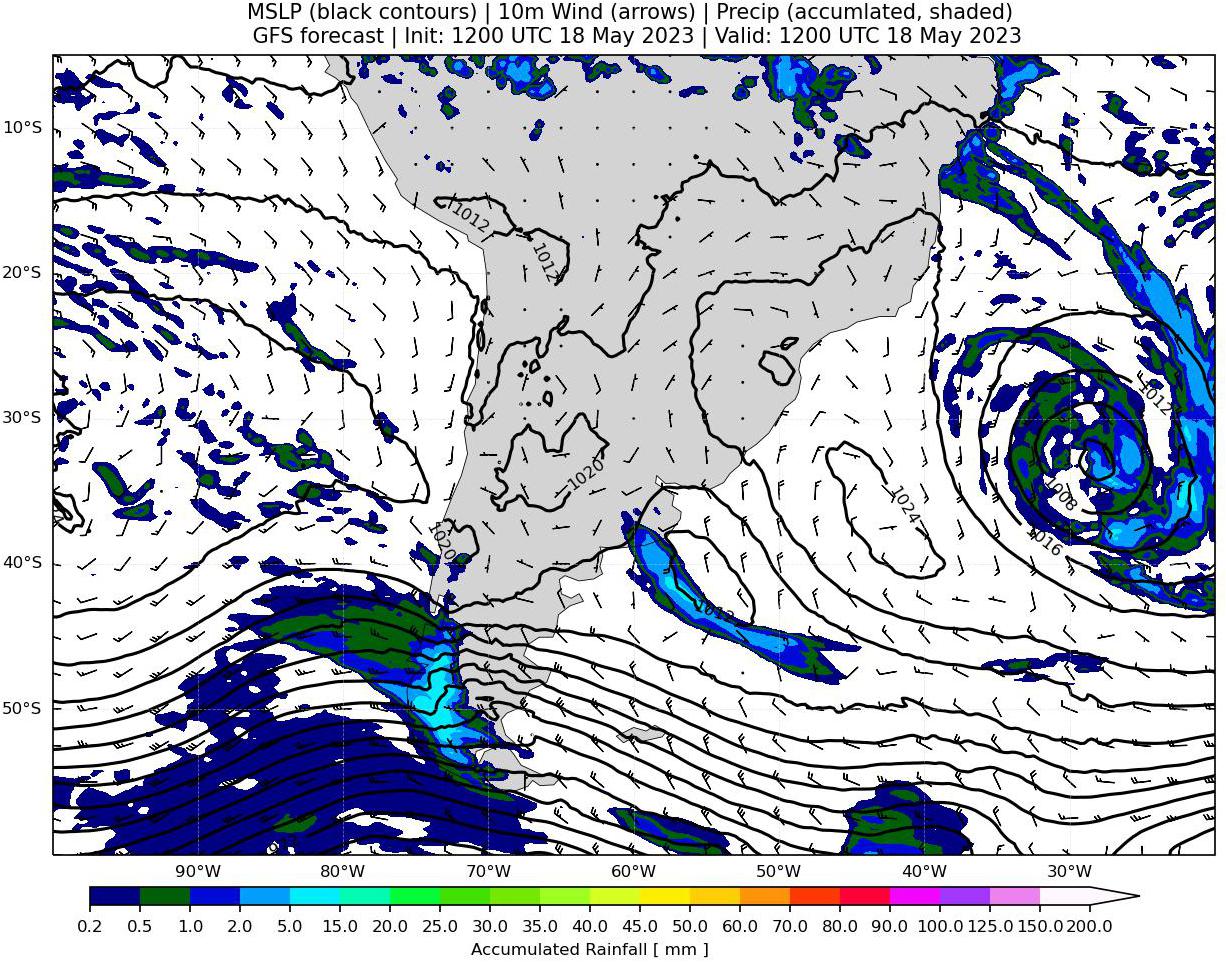 MSLP (black contours) | 10m Wind (arrows) | Precip (accumlated, shaded)
GFS forecast | Init: 1200 UTC 18 May 2023 | Valid: 1200 UTC 18 May 2023
10°S
1012
1012
20°S
1012
30°S
1020
1024
1008
1020
1016
40°S
1012
50°S
90°W 80°W 70°W 60°W 50°W 40°W 30°W
0.2 0.5 1.0 2.0 5.0 10.0 15.0 20.0 25.0 30.0 35.0 40.0 45.0 50.0 60.0 70.0 80.0 90.0 100.0 125.0 150.0 200.0
Accumulated Rainfall [ mm ]